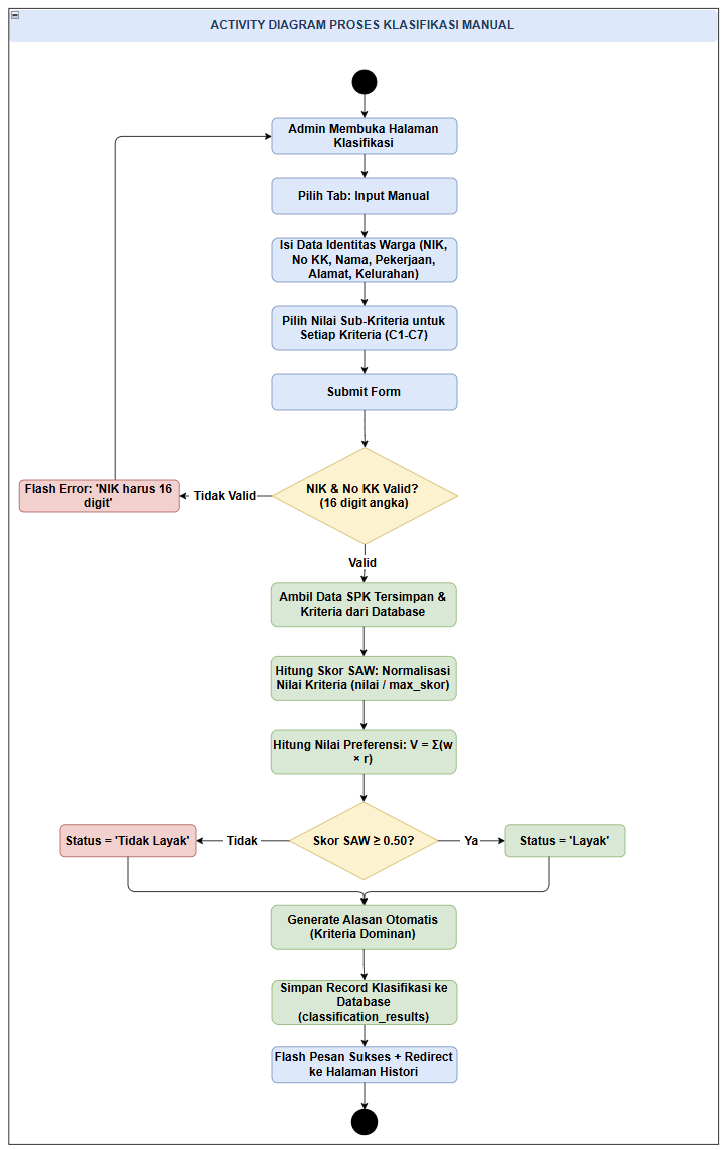 ACTIVITY DIAGRAM PROSES KLASIFIKASI MANUAL
Admin Membuka Halaman
Klasifikasi
Pilih Tab: Input Manual
Isi Data Identitas Warga (NIK,
No KK, Nama, Pekerjaan,
Alamat, Kelurahan)
Pilih Nilai Sub-Kriteria untuk
Setiap Kriteria (C1-C7)
Submit Form
NIK & No KK Valid?
(16 digit angka)
Tidak Valid
Flash Error: 'NIK harus 16
digit'
Valid
Ambil Data SPK Tersimpan &
Kriteria dari Database
Hitung Skor SAW: Normalisasi
Nilai Kriteria (nilai / max_skor)
Hitung Nilai Preferensi: V = Σ(w
× r)
Skor SAW ≥ 0.50?
Tidak
Status = 'Tidak Layak'
Ya
Status = 'Layak'
Generate Alasan Otomatis
(Kriteria Dominan)
Simpan Record Klasifikasi ke
Database
(classification_results)
Flash Pesan Sukses + Redirect
ke Halaman Histori